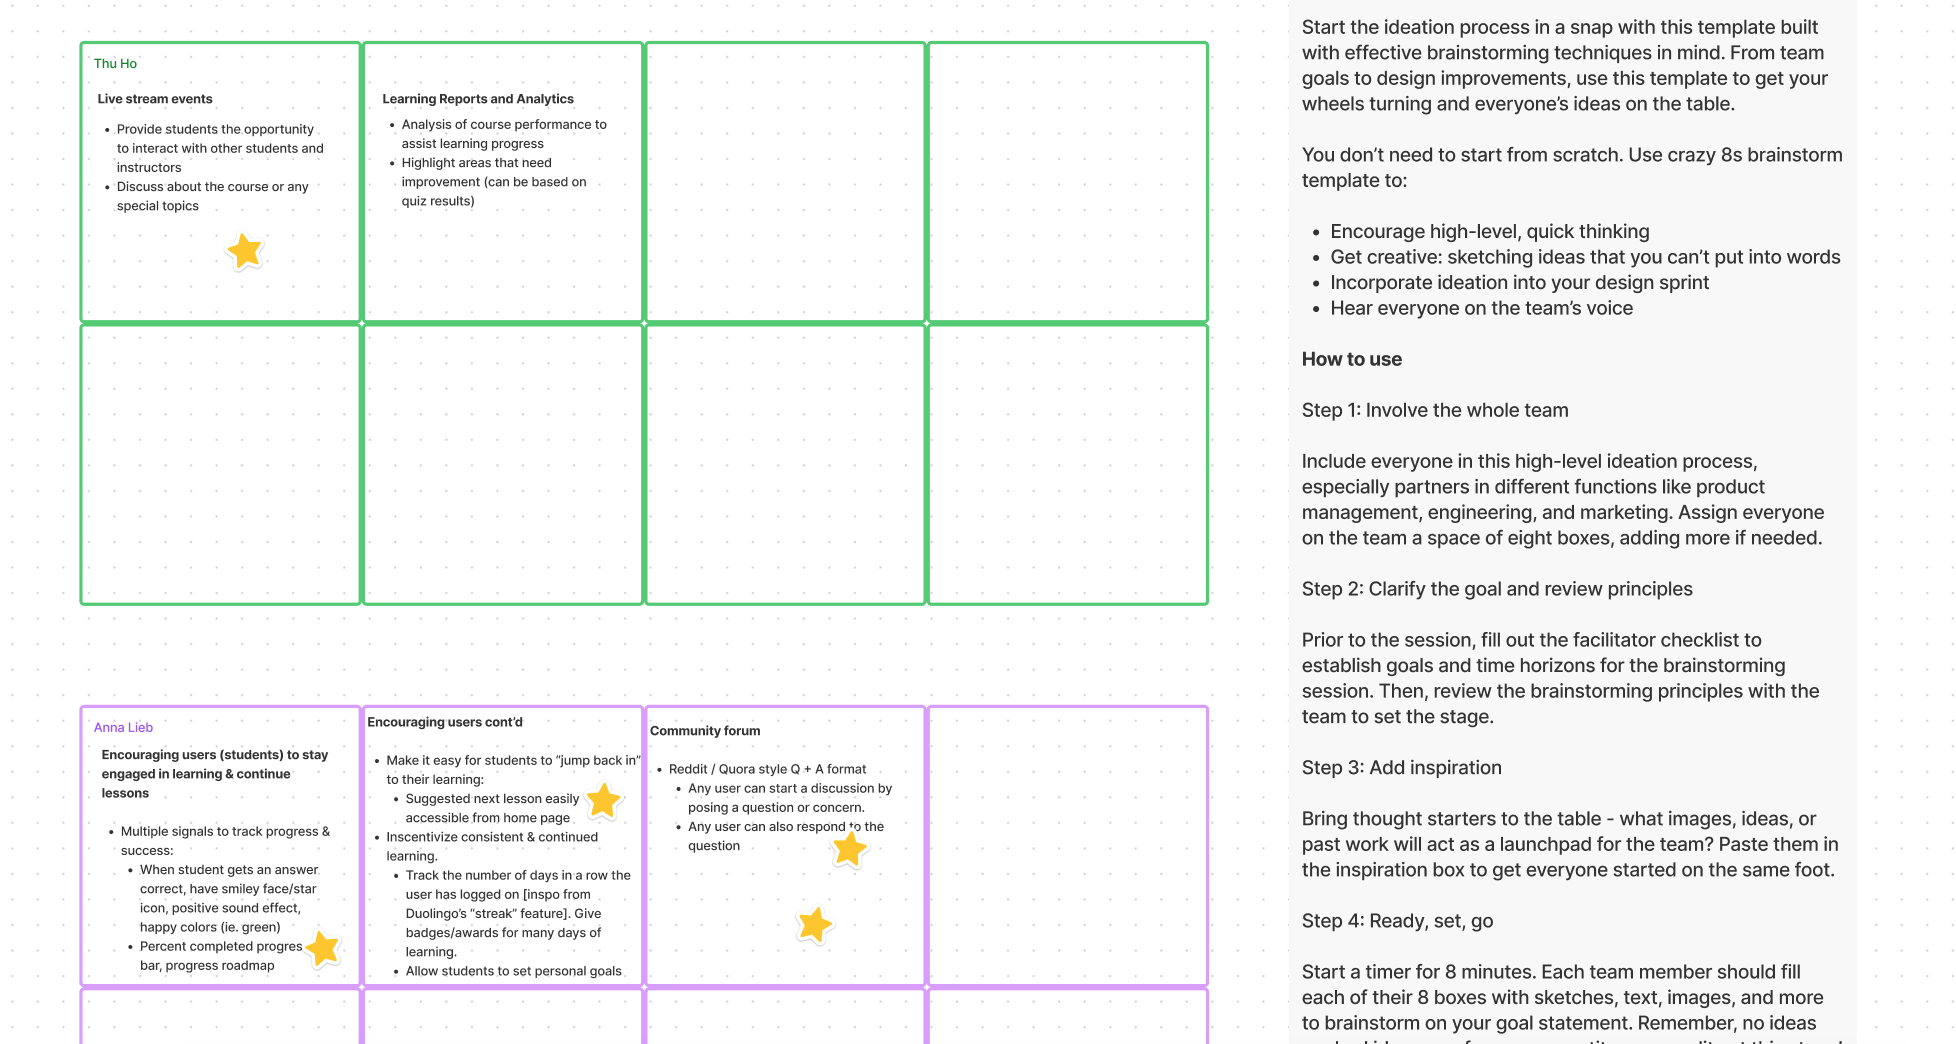 Thu Ho
Live stream events
• Provide students the opportunity
to interact with other students and
instructors
• Discuss about the course or any
special topics
Learning Reports and Analytics
• Analysis of course performance to
assist learning progress
• Highlight areas that need
improvement (can be based on
quiz results)
Anna Lieb
Encouraging users (students) to stay
engaged in learning & continue
lessons
• Multiple signals to track progress &
success:
• When student gets an answer
correct, have smiley face/star
icon, positive sound effect,
happy colors (ie. green)
• Percent completed progres
bar, progress roadmap
Encouraging users cont’d
• Make it easy for students to “jump back in”
to their learning:
• Suggested next lesson easily
accessible from home page
• Inscentivize consistent & continued
learning.
• Track the number of days in a row the
user has logged on [inspo from
Duolingo’s “streak” feature]. Give
badges/awards for many days of
learning.
• Allow students to set personal goals
Community forum
• Reddit / Quora style Q + A format
• Any user can start a discussion by
posing a question or concern.
• Any user can also respond to the
question
Start the ideation process in a snap with this template built
with effective brainstorming techniques in mind. From team
goals to design improvements, use this template to get your
wheels turning and everyone’s ideas on the table.
You don’t need to start from scratch. Use crazy 8s brainstorm
template to:
• Encourage high-level, quick thinking
• Get creative: sketching ideas that you can’t put into words
• Incorporate ideation into your design sprint
• Hear everyone on the team’s voice
How to use
Step 1: Involve the whole team
Include everyone in this high-level ideation process,
especially partners in different functions like product
management, engineering, and marketing. Assign everyone
on the team a space of eight boxes, adding more if needed.
Step 2: Clarify the goal and review principles
Prior to the session, fill out the facilitator checklist to
establish goals and time horizons for the brainstorming
session. Then, review the brainstorming principles with the
team to set the stage.
Step 3: Add inspiration
Bring thought starters to the table - what images, ideas, or
past work will act as a launchpad for the team? Paste them in
the inspiration box to get everyone started on the same foot.
Step 4: Ready, set, go
Start a timer for 8 minutes. Each team member should fill
each of their 8 boxes with sketches, text, images, and more
to brainstorm on your goal statement. Remember, no ideas